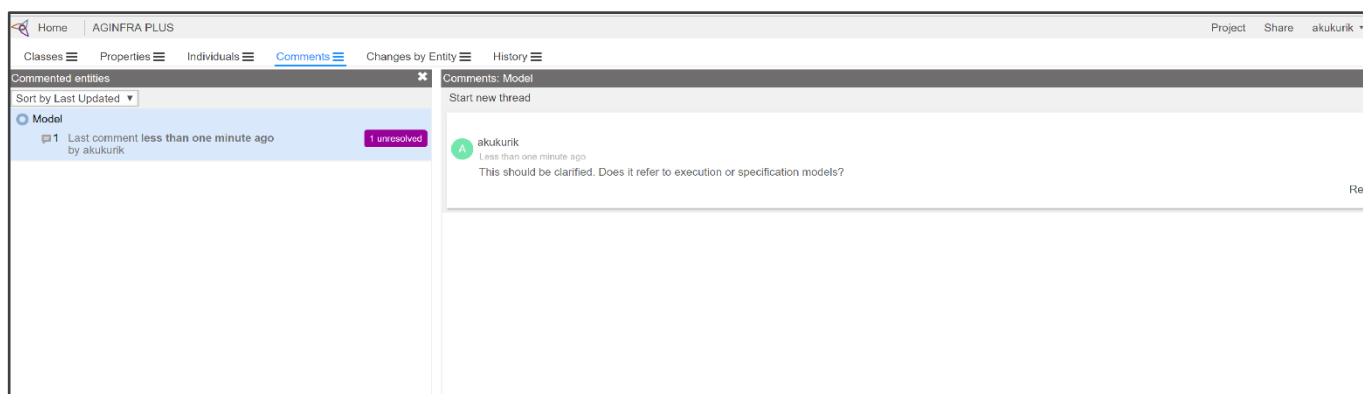 Home AGINFRA PLUS Project Share akukurik
Classes Properties Individuals Comments Changes by Entity History
Commented entities Comments: Model
Sort by Last Updated Start new thread
Model
1 Last comment less than one minute ago 1 unresolved
by akukurik
A akukurik
Less than one minute ago
This should be clarified. Does it refer to execution or specification models?
Re